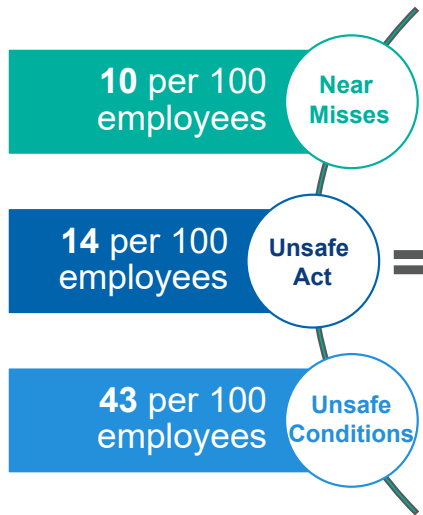 10 per 100
employees
Near
Misses
14 per 100
employees
Unsafe
Act
=
43 per 100
employees
Unsafe
Conditions